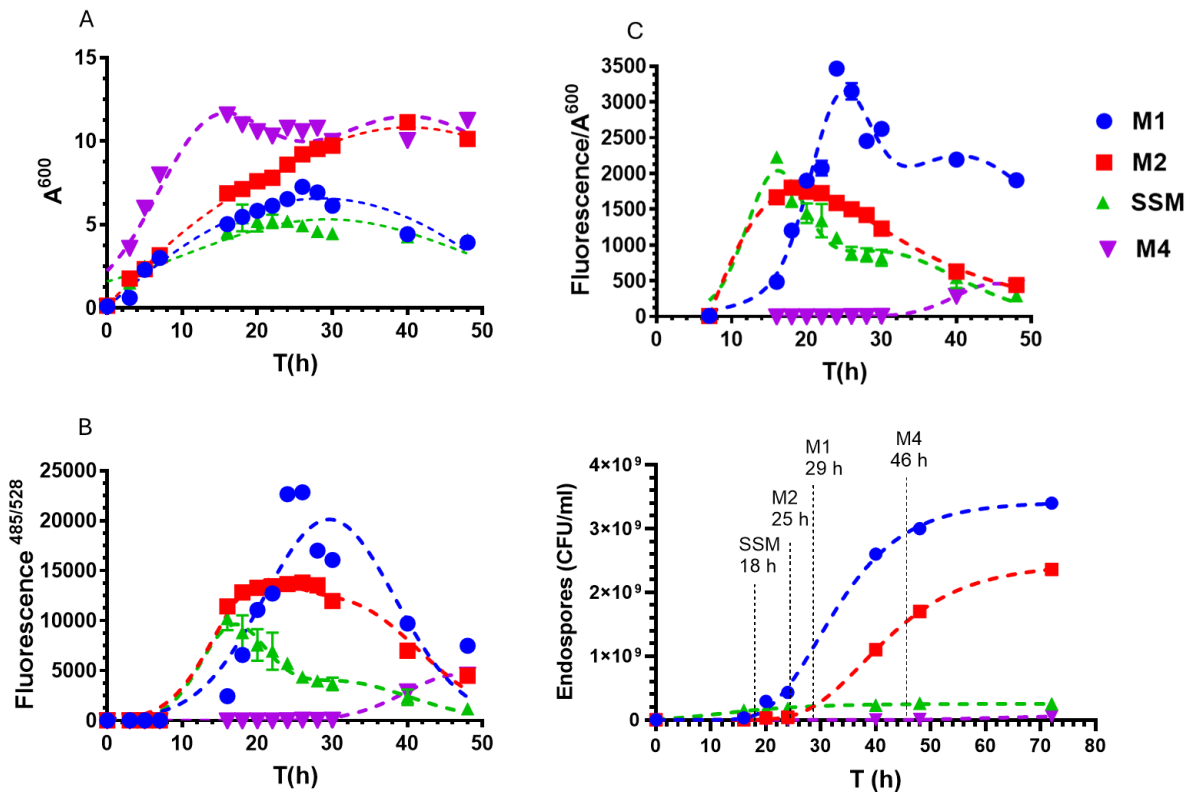 A
15
10
5
0
A⁶⁰⁰
0 10 20 30 40 50
T(h)
C
3500
3000
2500
2000
1500
1000
500
0
Fluorescence/A⁶⁰⁰
0 10 20 30 40 50
T(h)
M1
M2
SSM
M4
B
25000
20000
15000
10000
5000
0
Fluorescence ⁴⁸⁵/⁵²⁸
0 10 20 30 40 50
T(h)
4×10⁹
3×10⁹
2×10⁹
1×10⁹
0
Endospores (CFU/ml)
SSM
18 h
M2
25 h
M1
29 h
M4
46 h
0 10 20 30 40 50 60 70 80
T (h)